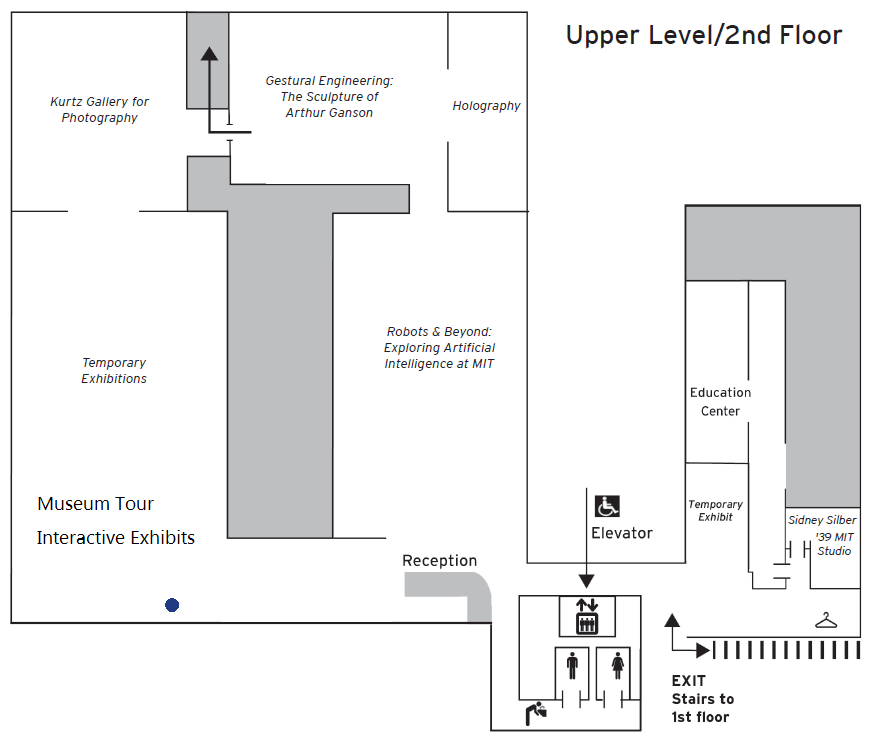 Upper Level/2nd Floor
Kurtz Gallery for
Photography
Gestural Engineering:
The Sculpture of
Arthur Ganson
Holography
Temporary
Exhibitions
Robots & Beyond:
Exploring Artificial
Intelligence at MIT
Education
Center
Temporary
Exhibit
Sidney Silber
'39 MIT
Studio
Museum Tour
Interactive Exhibits
Elevator
Reception
EXIT
Stairs to
1st floor